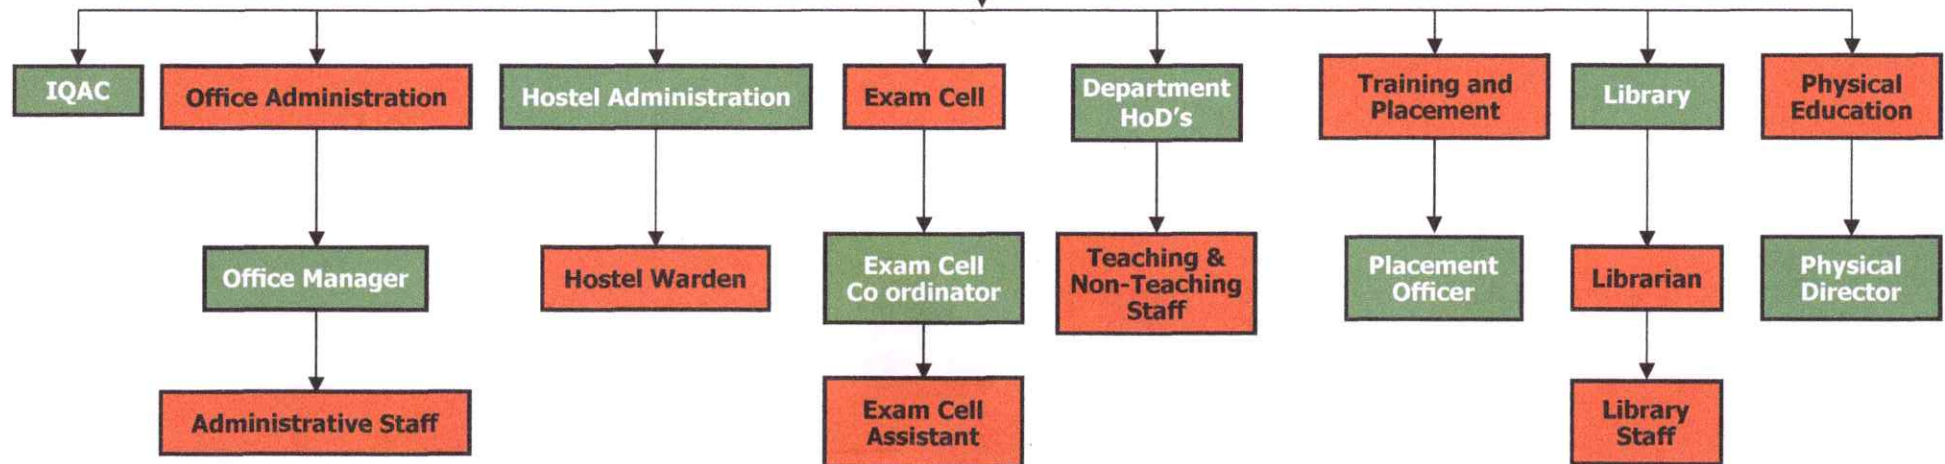 IQAC
Office Administration
Hostel Administration
Exam Cell
Department
HoD's
Training and
Placement
Library
Physical
Education
Office Manager
Hostel Warden
Exam Cell
Co ordinator
Teaching &
Non-Teaching
Staff
Placement
Officer
Librarian
Physical
Director
Administrative Staff
Exam Cell
Assistant
Library
Staff